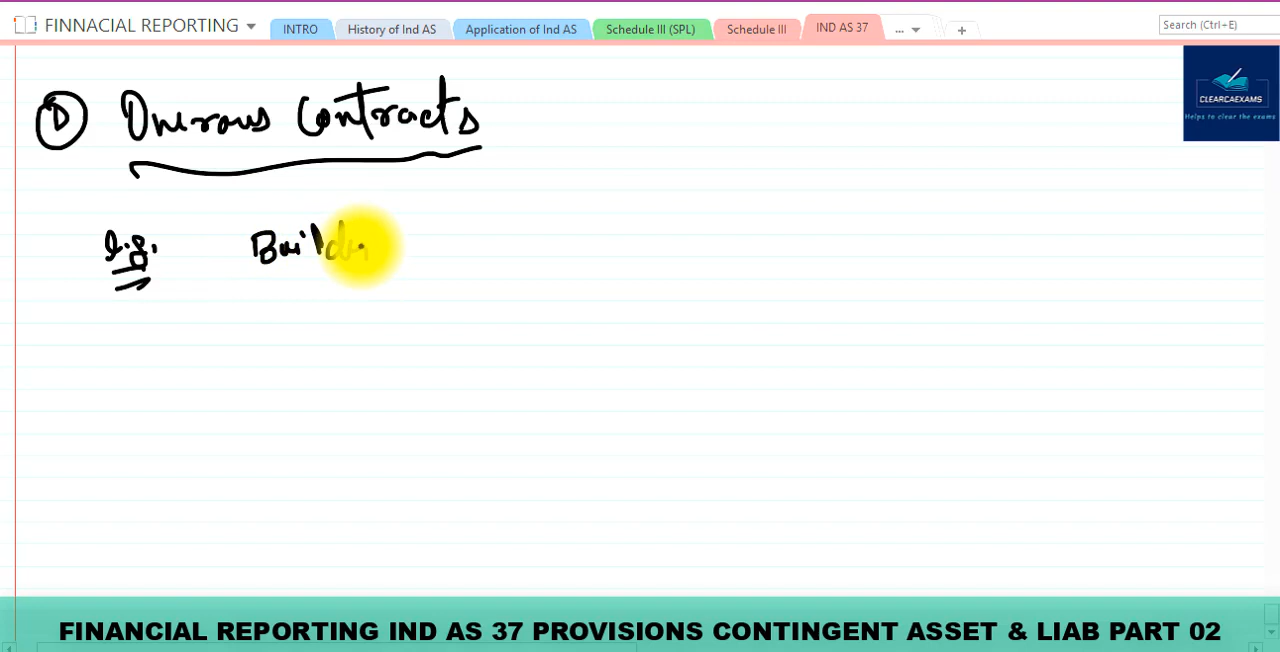 FINNACIAL REPORTING
INTRO
History of Ind AS
Application of Ind AS
Schedule III (SPL)
Schedule III
IND AS 37
...
+
Search (Ctrl+E)
CLEARCAEXAMS
Helps to clear the exams
D Onerous Contracts
e.g.
FINANCIAL REPORTING IND AS 37 PROVISIONS CONTINGENT ASSET & LIAB PART 02